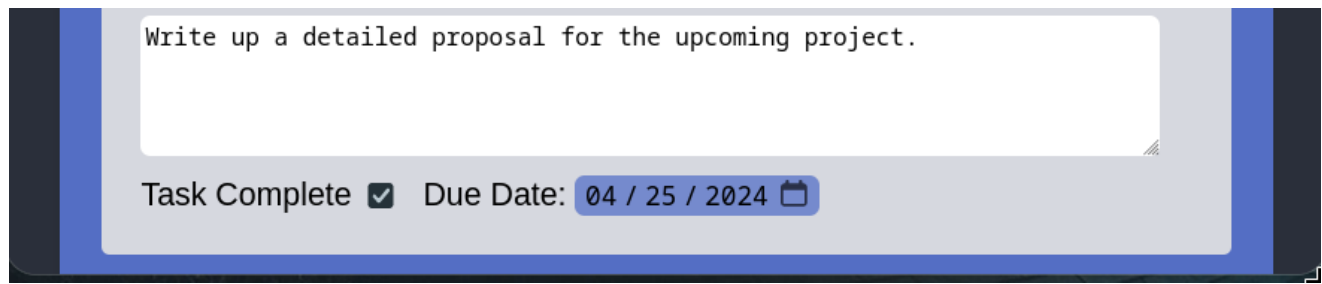 Write up a detailed proposal for the upcoming project.
Task Complete Due Date: 04 / 25 / 2024